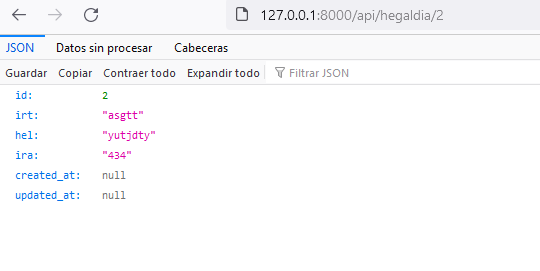 127.0.0.1:8000/api/hegaldia/2
JSON Datos sin procesar Cabeceras
Guardar Copiar Contraer todo Expandir todo Filtrar JSON
id: 2
irt: "asgtt"
hel: "yutjdty"
ira: "434"
created_at: null
updated_at: null